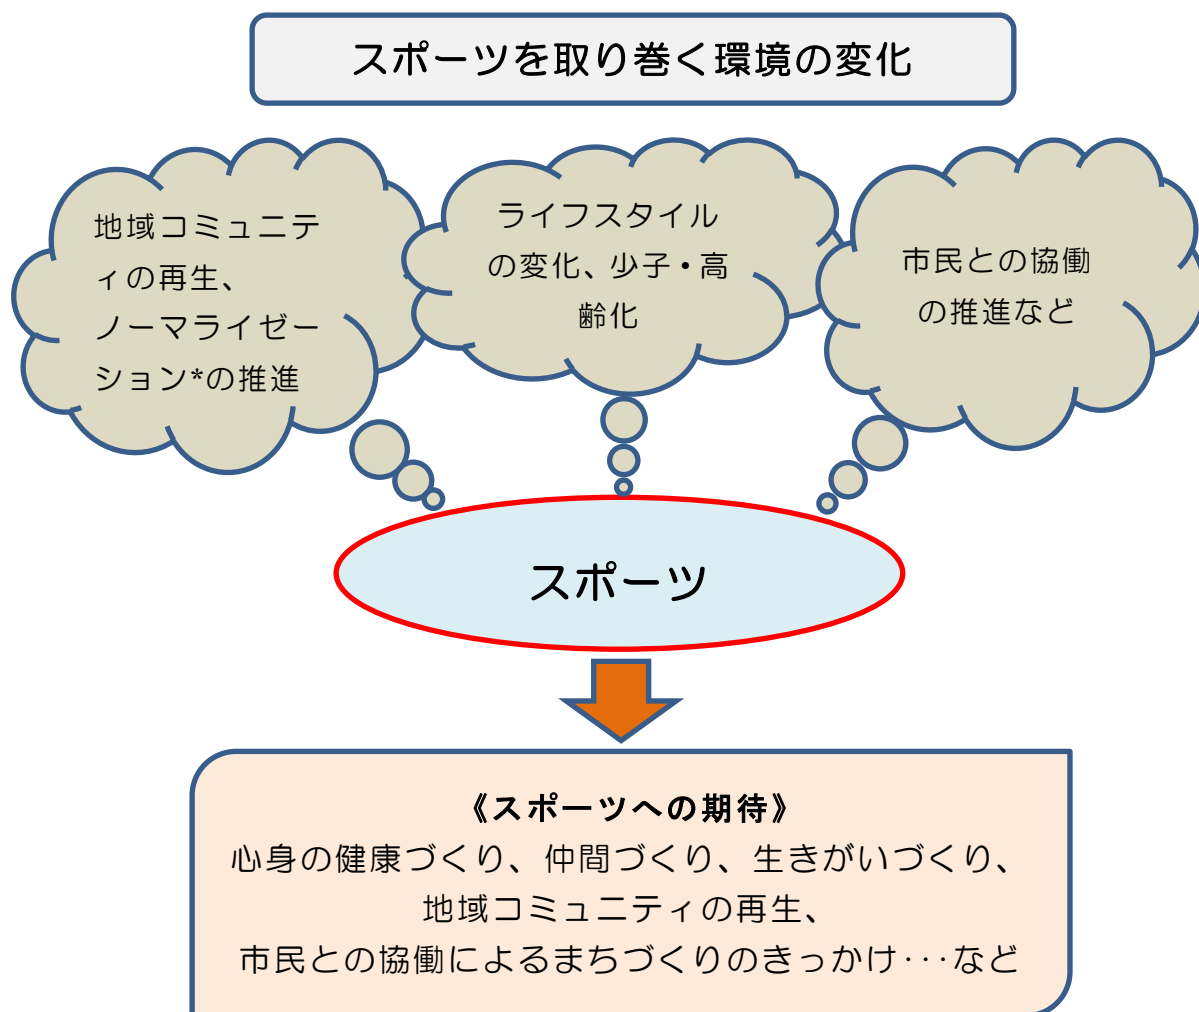 スポーツを取り巻く環境の変化
地域コミュニテ
ィの再生、
ノーマライゼー
ション*の推進
ライフスタイル
の変化、少子・高
齢化
市民との協働
の推進など
スポーツ
《スポーツへの期待》
心身の健康づくり、仲間づくり、生きがいづくり、
地域コミュニティの再生、
市民との協働によるまちづくりのきっかけ･･･など